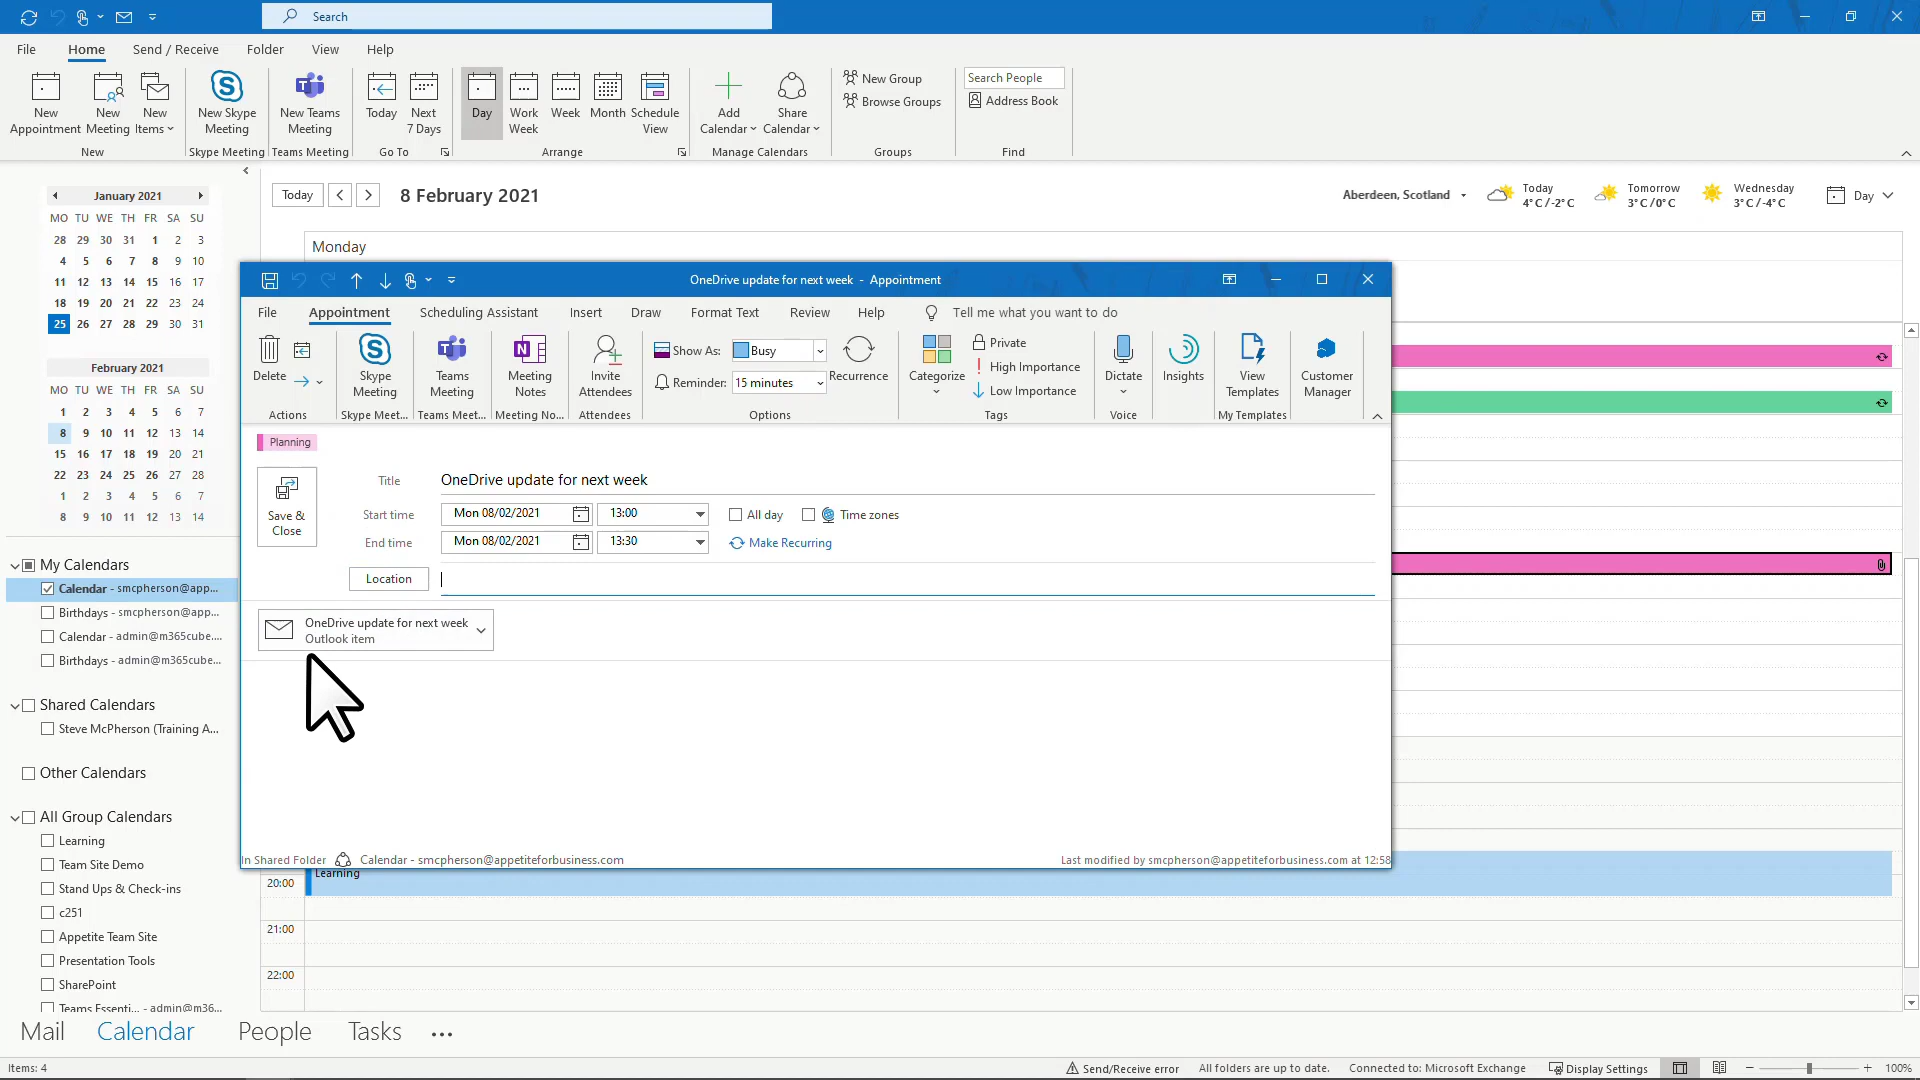 Search
File Home Send / Receive Folder View Help
New Appointment
New Meeting
New Items
New Skype Meeting
New Teams Meeting
Today
Next 7 Days
Day
Work Week
Week
Month
Schedule View
Add Calendar
Share Calendar
New Group
Browse Groups
Search People
Address Book
New Skype Meeting Teams Meeting Go To Arrange Manage Calendars Groups Find
January 2021
MO TU WE TH FR SA SU
28 29 30 31 1 2 3
4 5 6 7 8 9 10
11 12 13 14 15 16 17
18 19 20 21 22 23 24
25 26 27 28 29 30 31
February 2021
MO TU WE TH FR SA SU
1 2 3 4 5 6 7
8 9 10 11 12 13 14
15 16 17 18 19 20 21
22 23 24 25 26 27 28
1 2 3 4 5 6 7
8 9 10 11 12 13 14
My Calendars
Calendar - smcpherson@app...
Birthdays - smcpherson@app...
Calendar - admin@m365cube....
Birthdays - admin@m365cube...
Shared Calendars
Steve McPherson (Training A...
Other Calendars
All Group Calendars
Learning
Team Site Demo
Stand Ups & Check-ins
c251
Appetite Team Site
Presentation Tools
SharePoint
Teams Essenti... - admin@m36...
Today 8 February 2021
Aberdeen, Scotland
Today
4°C/-2°C
Tomorrow
3°C/0°C
Wednesday
3°C/-4°C
Day
Monday
OneDrive update for next week - Appointment
File Appointment Scheduling Assistant Insert Draw Format Text Review Help Tell me what you want to do
Delete
Skype Meeting
Teams Meeting
Meeting Notes
Invite Attendees
Show As: Busy
Reminder: 15 minutes
Recurrence
Categorize
Private
High Importance
Low Importance
Dictate
Insights
View Templates
Customer Manager
Actions Skype Meet... Teams Meet... Meeting No... Attendees Options Tags Voice My Templates
Planning
Save & Close
Title OneDrive update for next week
Start time Mon 08/02/2021 13:00 All day Time zones
End time Mon 08/02/2021 13:30 Make Recurring
Location
OneDrive update for next week
Outlook item
In Shared Folder Calendar - smcpherson@appetiteforbusiness.com Last modified by smcpherson@appetiteforbusiness.com at 12:58
Learning
20:00
21:00
22:00
Mail Calendar People Tasks ...
Items: 4 Send/Receive error All folders are up to date. Connected to: Microsoft Exchange Display Settings 100%